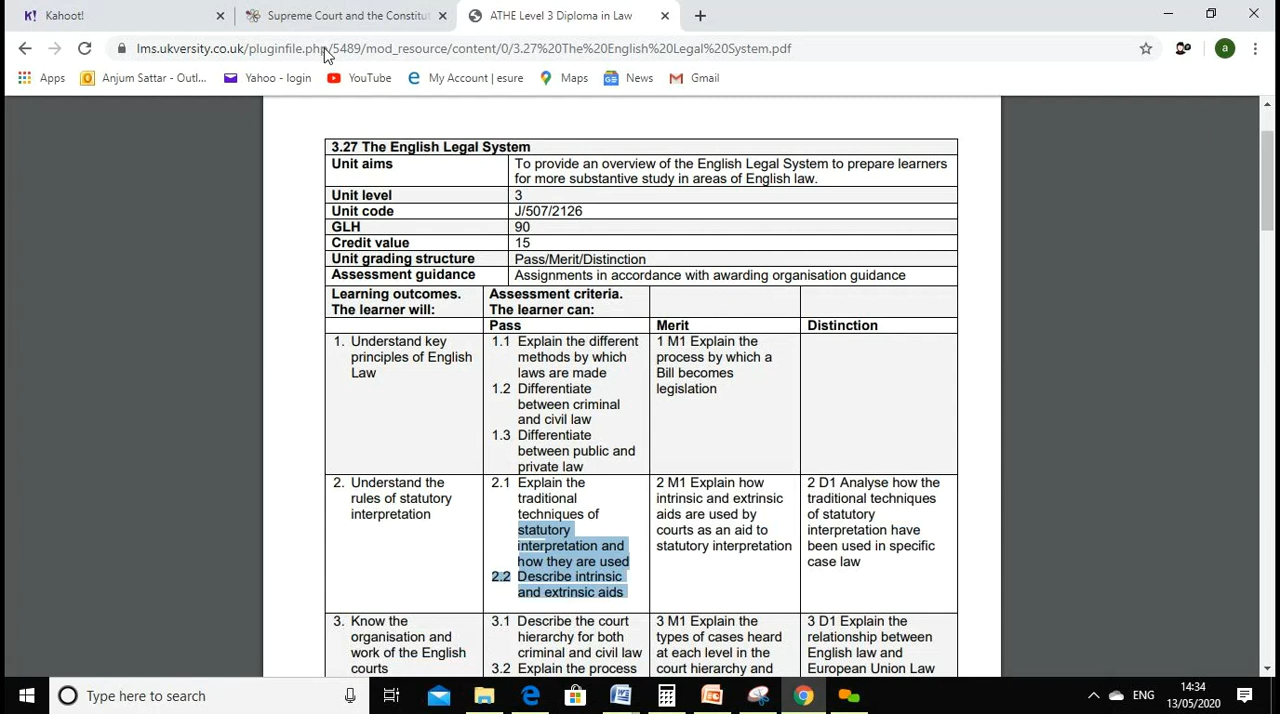 Kahoot!
Supreme Court and the Constitut
ATHE Level 3 Diploma in Law
lms.ukversity.co.uk/pluginfile.php/5489/mod_resource/content/0/3.27%20The%20English%20Legal%20System.pdf
a
Apps
Anjum Sattar - Outl...
Yahoo - login
YouTube
My Account | esure
Maps
News
Gmail
3.27 The English Legal System
Unit aims
To provide an overview of the English Legal System to prepare learners
for more substantive study in areas of English law.
Unit level
3
Unit code
J/507/2126
GLH
90
Credit value
15
Unit grading structure
Pass/Merit/Distinction
Assessment guidance
Assignments in accordance with awarding organisation guidance
Learning outcomes.
The learner will:
Assessment criteria.
The learner can:
Pass
Merit
Distinction
1. Understand key
principles of English
Law
1.1 Explain the different
methods by which
laws are made
1.2 Differentiate
between criminal
and civil law
1.3 Differentiate
between public and
private law
1 M1 Explain the
process by which a
Bill becomes
legislation
2. Understand the
rules of statutory
interpretation
2.1 Explain the
traditional
techniques of
statutory
interpretation and
how they are used
2.2 Describe intrinsic
and extrinsic aids
2 M1 Explain how
intrinsic and extrinsic
aids are used by
courts as an aid to
statutory interpretation
2 D1 Analyse how the
traditional techniques
of statutory
interpretation have
been used in specific
case law
3. Know the
organisation and
work of the English
courts
3.1 Describe the court
hierarchy for both
criminal and civil law
3.2 Explain the process
3 M1 Explain the
types of cases heard
at each level in the
court hierarchy and
3 D1 Explain the
relationship between
English law and
European Union Law
Type here to search
ENG
14:34
13/05/2020